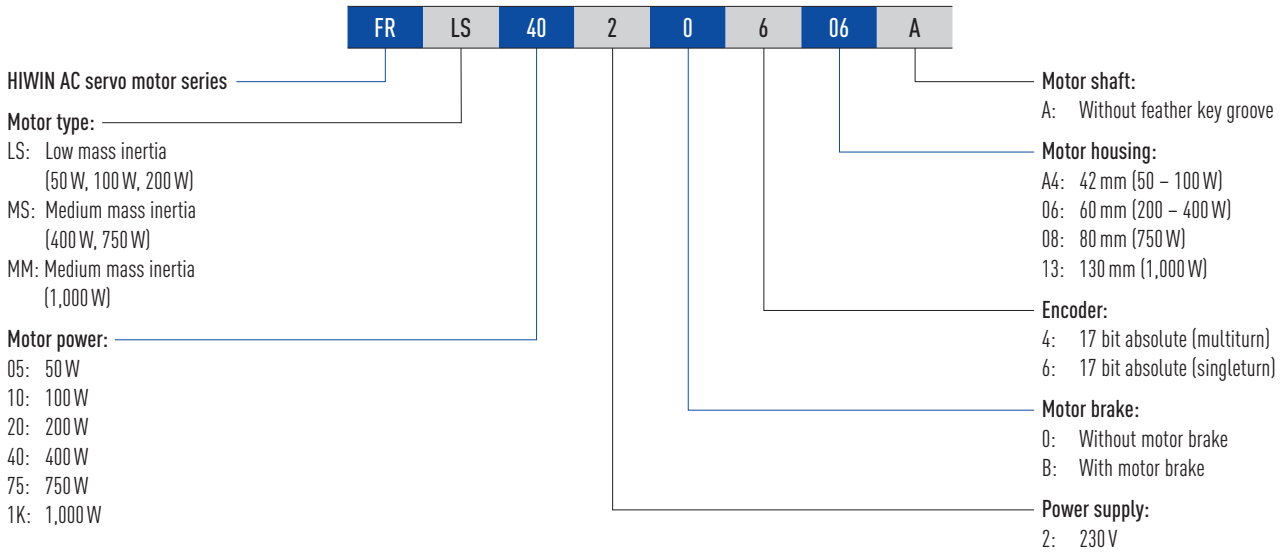 FR LS 40 2 0 6 06 A
HIWIN AC servo motor series
Motor type:
LS: Low mass inertia
(50 W, 100 W, 200 W)
MS: Medium mass inertia
(400 W, 750 W)
MM: Medium mass inertia
(1,000 W)
Motor power:
05: 50 W
10: 100 W
20: 200 W
40: 400 W
75: 750 W
1K: 1,000 W
Motor shaft:
A: Without feather key groove
Motor housing:
A4: 42 mm (50 – 100 W)
06: 60 mm (200 – 400 W)
08: 80 mm (750 W)
13: 130 mm (1,000 W)
Encoder:
4: 17 bit absolute (multiturn)
6: 17 bit absolute (singleturn)
Motor brake:
0: Without motor brake
B: With motor brake
Power supply:
2: 230 V